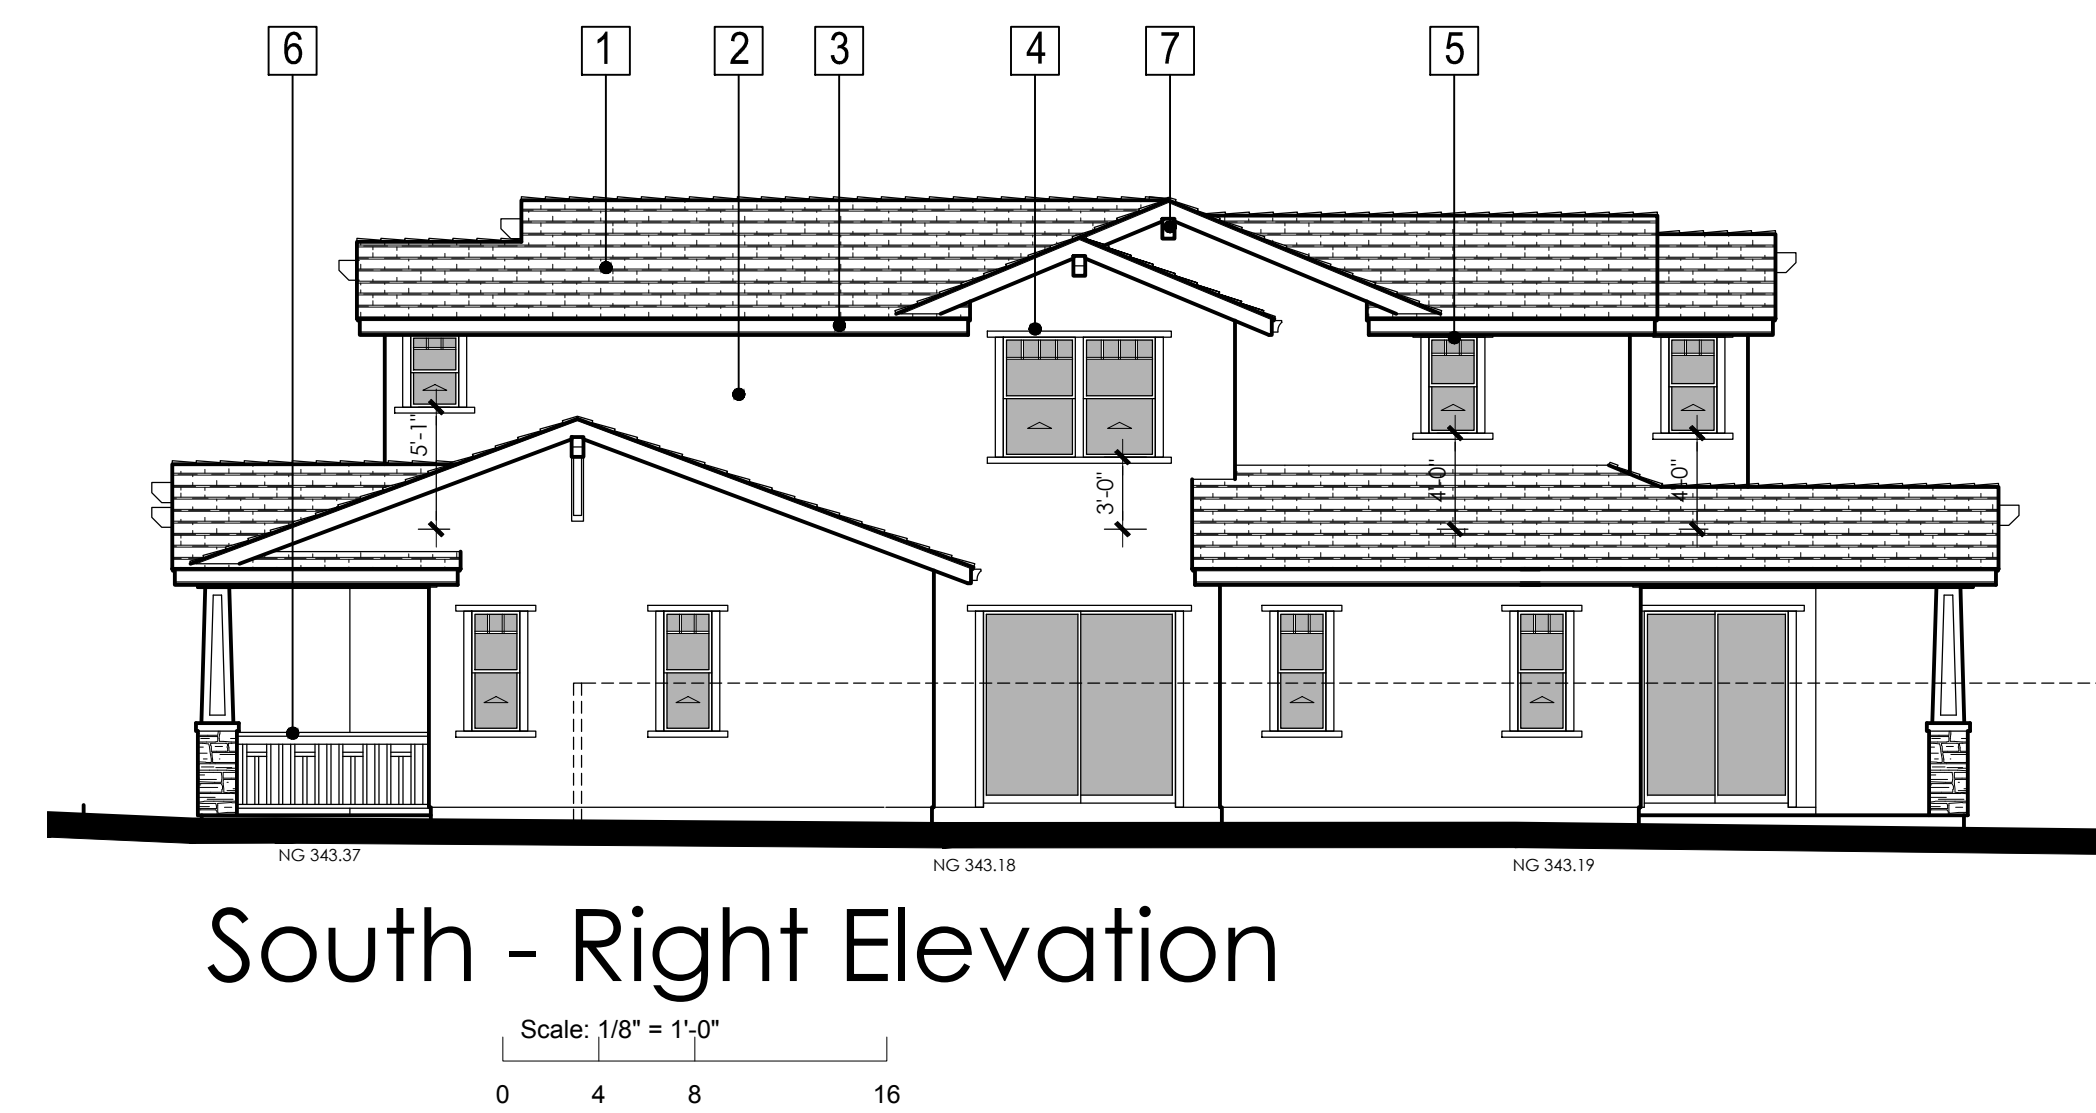 6 1 2 3 4 7 5
5'-1"
3'-0"
4'-0"
4'-0"
NG 343.37
NG 343.18
NG 343.19
South - Right Elevation
Scale: 1/8" = 1'-0"
0 4 8 16